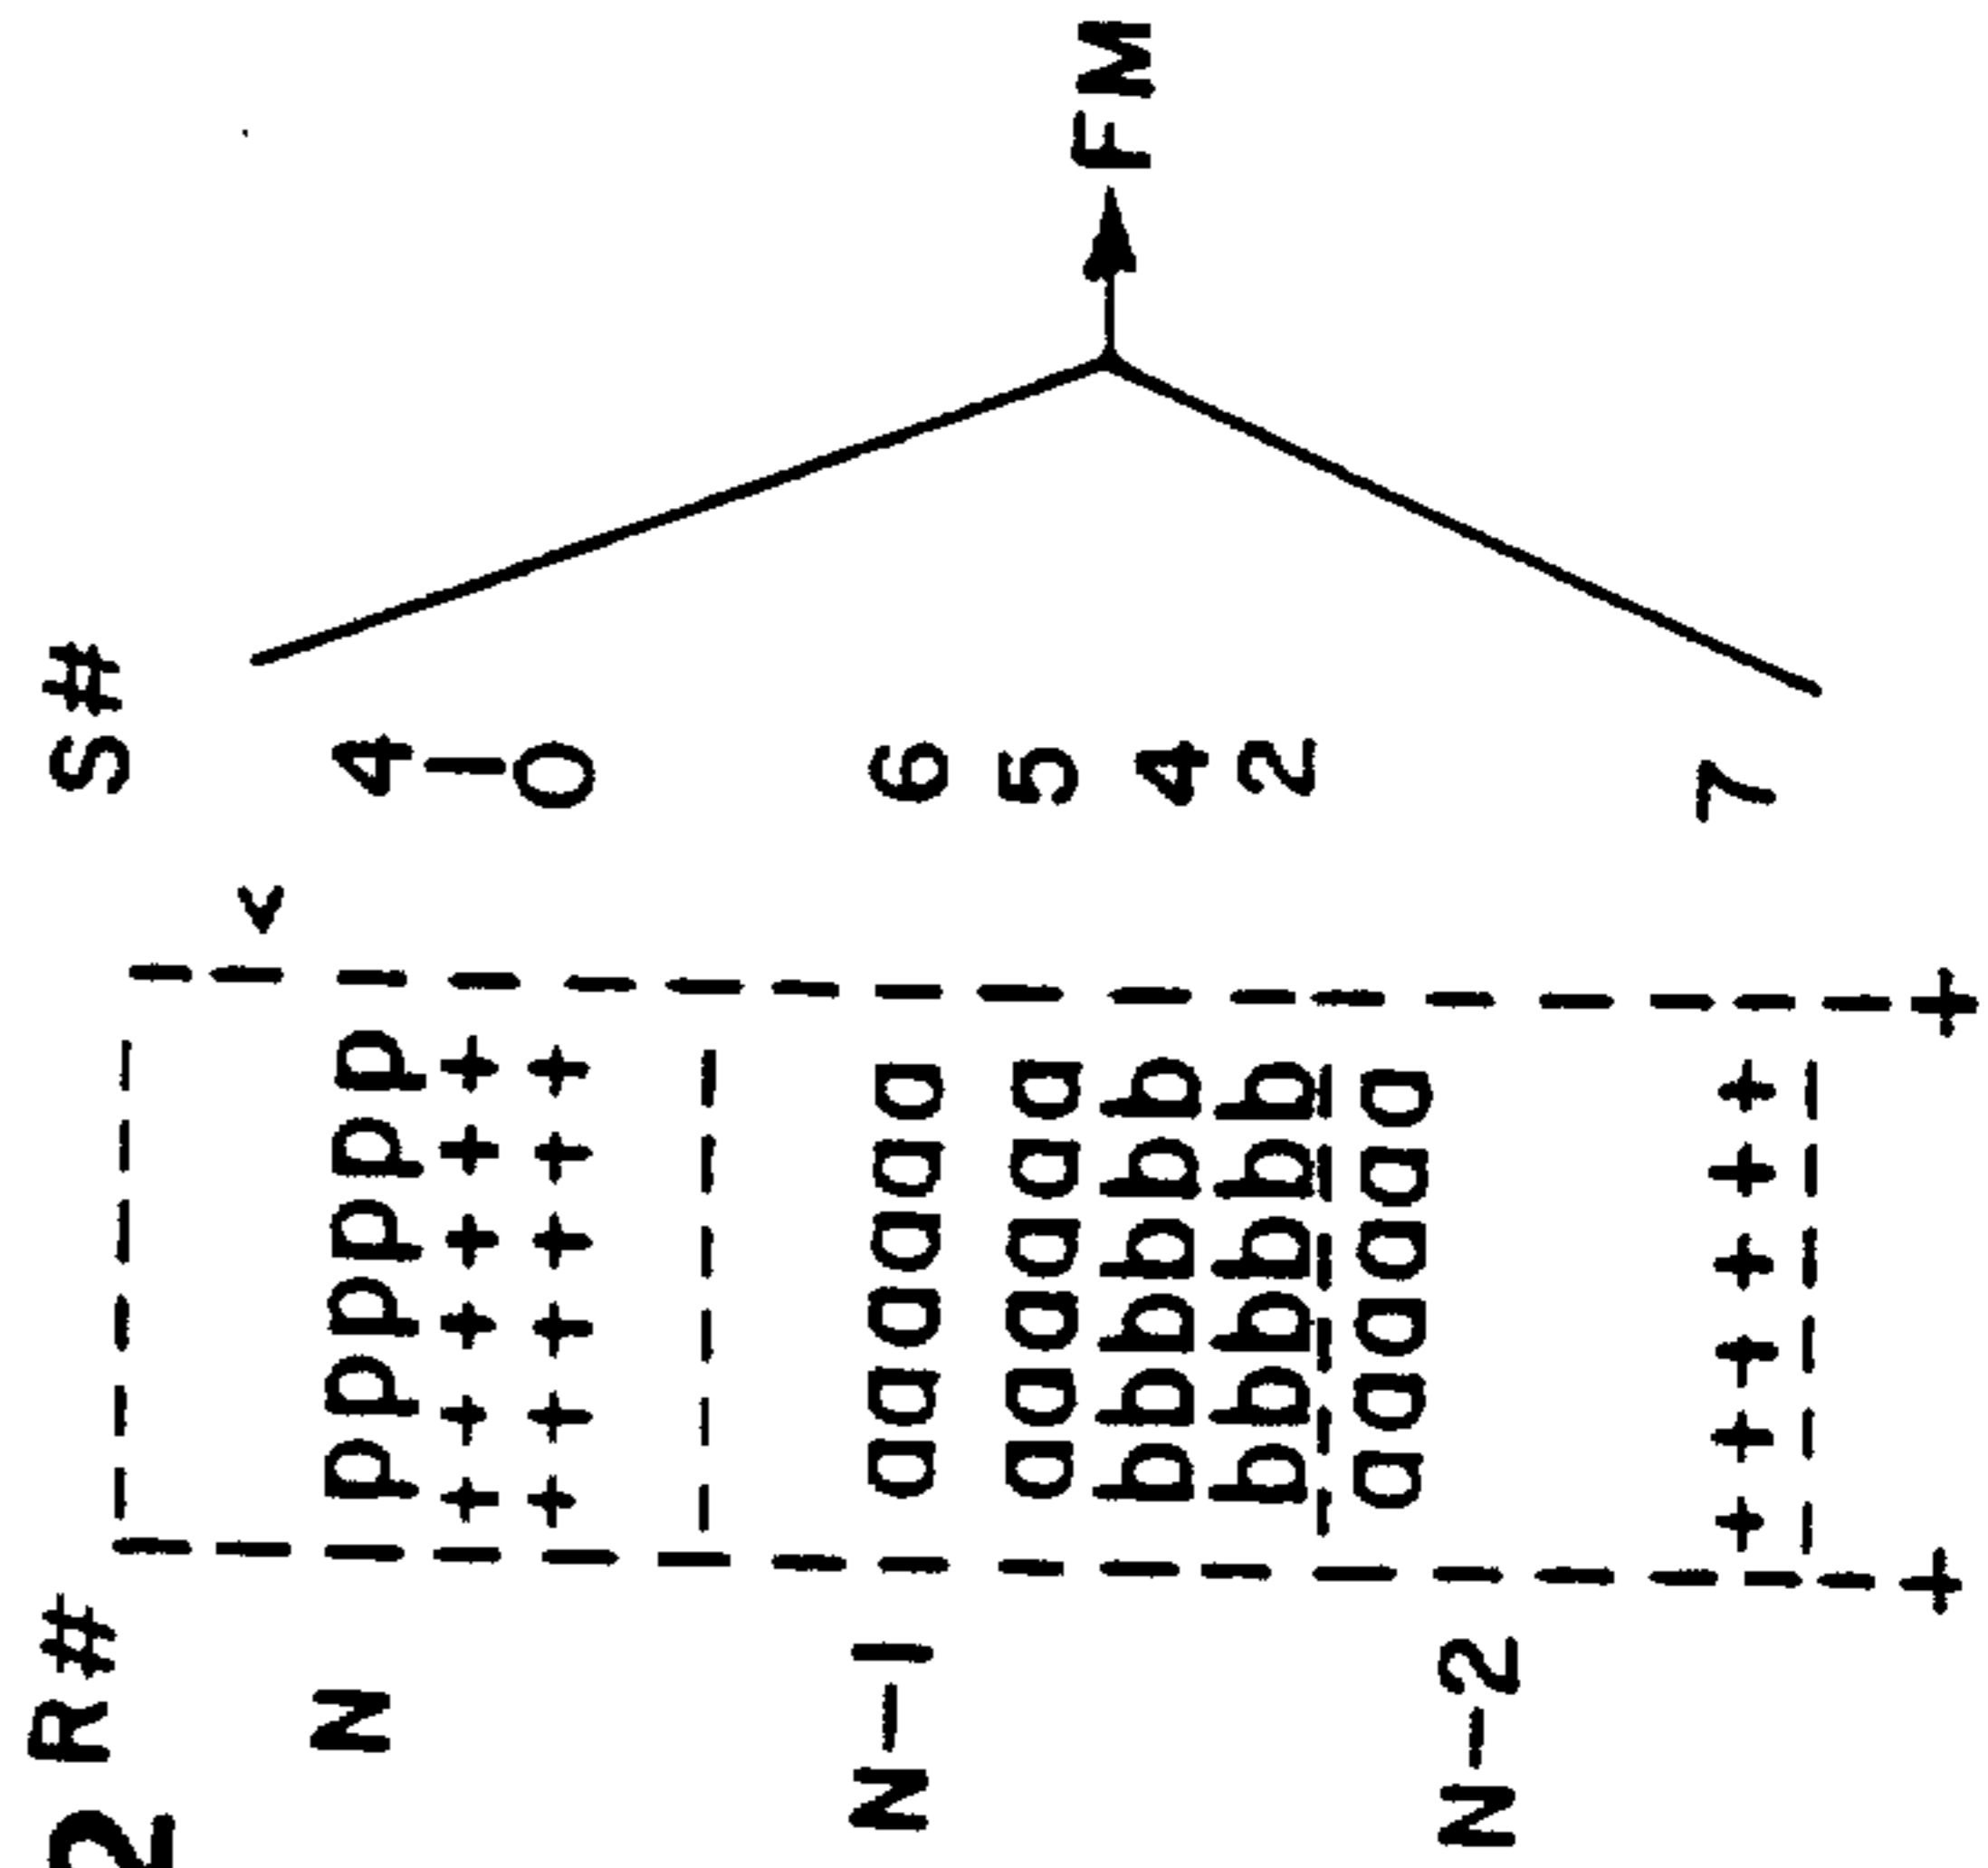 2 R# S#
<
N pppppp 4
++++++ 1
++++++ 0
N-1 aaaaaa 6
aaaaaa 5
FM
bbbbbb 4
bbbbbb 2
aaaaaa
N-2
++++++ 7
+ +